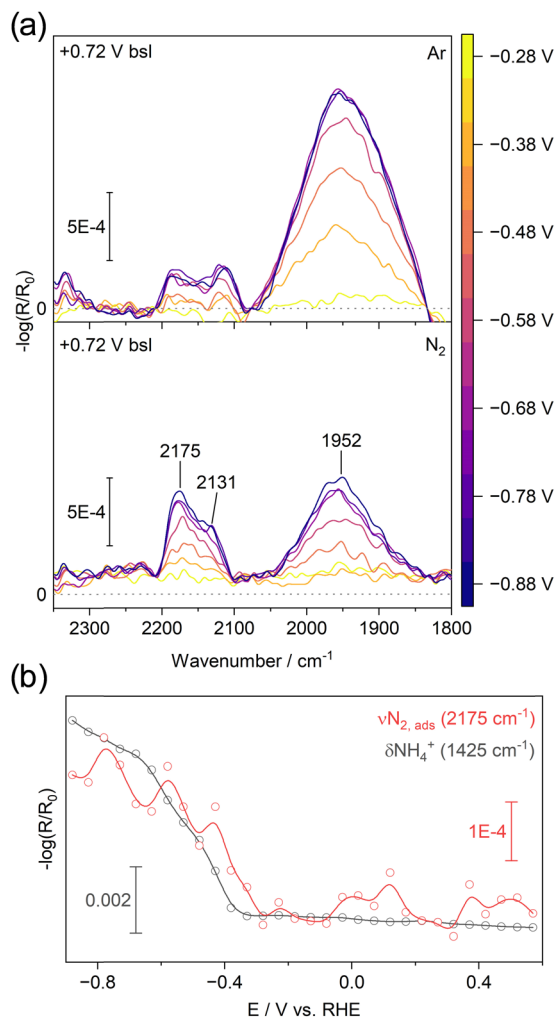 (a)
+0.72 V bsl
Ar
5E-4
0
-log(R/R₀)
+0.72 V bsl
N₂
2175
2131
1952
5E-4
0
2300 2200 2100 2000 1900 1800
Wavenumber / cm⁻¹
−0.28 V
−0.38 V
−0.48 V
−0.58 V
−0.68 V
−0.78 V
−0.88 V
(b)
νN₂, ads (2175 cm⁻¹)
δNH₄⁺ (1425 cm⁻¹)
-log(R/R₀)
1E-4
0.002
−0.8 −0.4 0.0 0.4
E / V vs. RHE